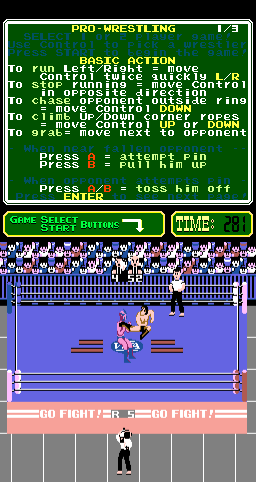 PRO-WRESTLING 1/3
BASIC ACTION
To run Left/Right = move
Control twice quickly L/R
To stop running = move Control
in opposite direction
To chase opponent outside ring
= move Control DOWN
To climb Up/Down corner ropes
= move Control UP or DOWN
To grab= move next to opponent
Press A = attempt pin
Press B = pull him up
Press A/B = toss him off
ENTER
GAME SELECT
START BUTTONS
TIME: 281
4 52
GO FIGHT! R 5 GO FIGHT!